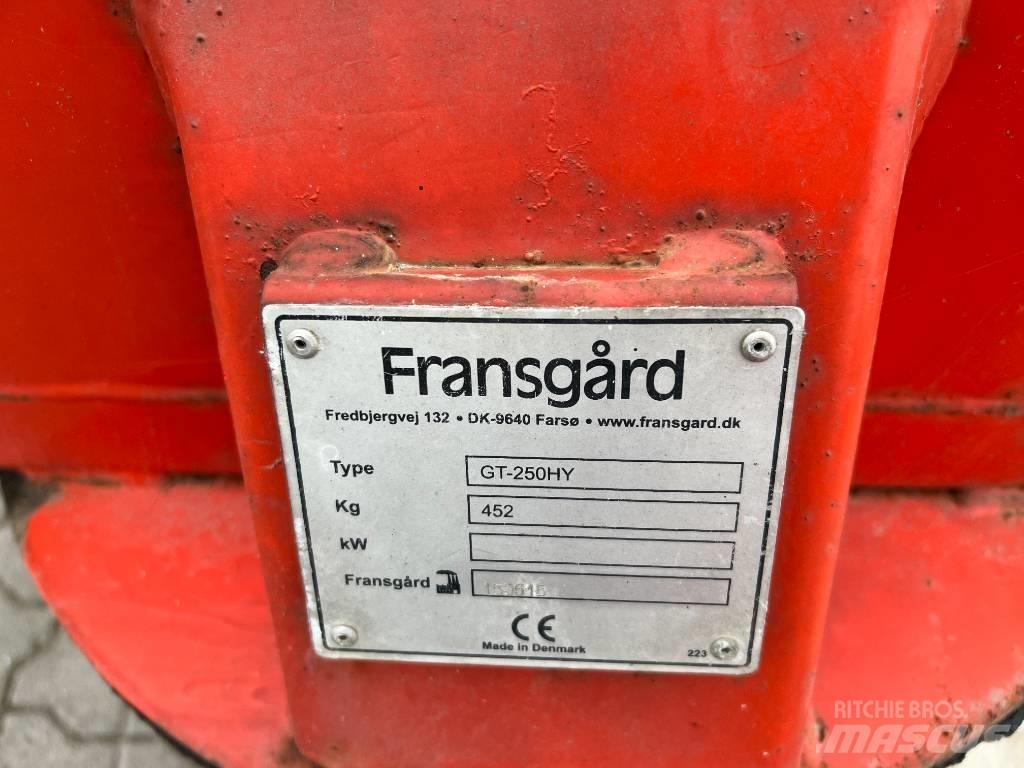 Fransgård
Fredbjergvej 132 • DK-9640 Farsø • www.fransgard.dk
Type GT-250HY
Kg 452
kW
Fransgård
CE
Made in Denmark
223
RITCHIE BROS.
MASCUS